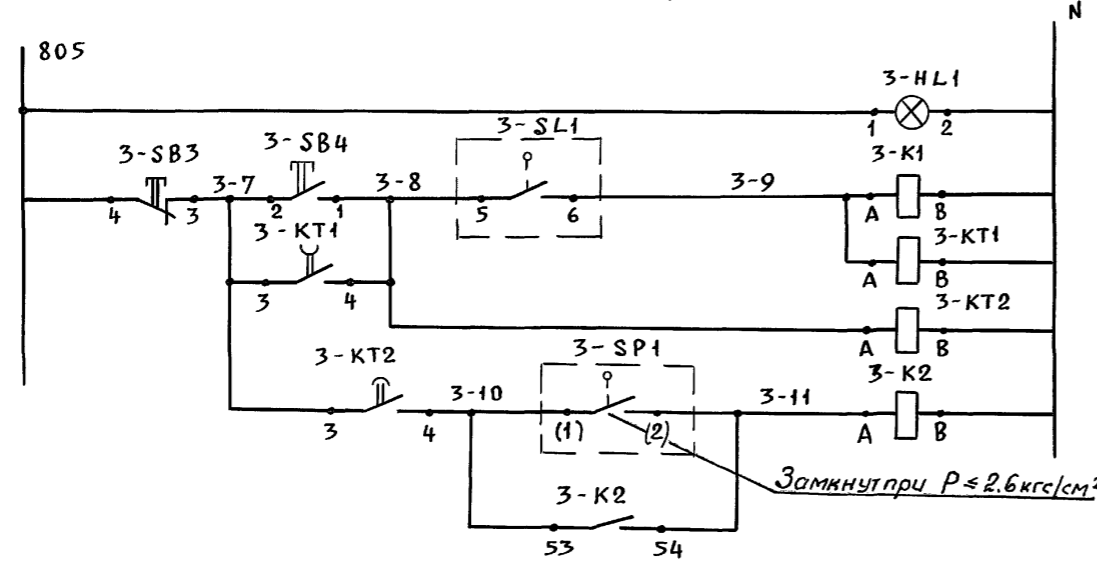 N
805
3-HL1
1 2
3-SL1
3-SB3 3-SB4 3-K1
3-7 3-8 3-9
4 3 2 1 5 6 A B
3-KT1 3-KT1
3 4 A B
3-KT2
A B
3-KT2 3-SP1 3-K2
3-10 3-11
3 4 (1) (2) A B
Замкнут при P ≤ 2.6 кгс/см²
3-K2
53 54